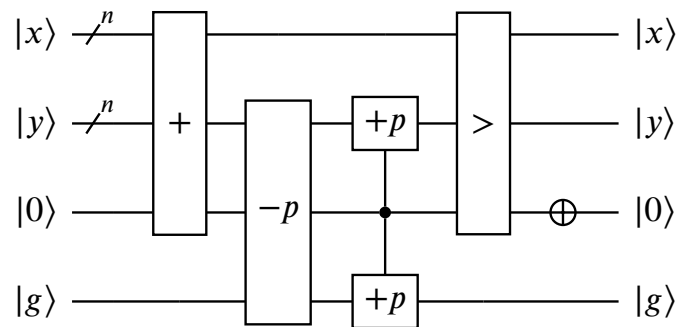 |x⟩ n |x⟩
+p
|y⟩ n + > |y⟩
|0⟩ −p |0⟩
|g⟩ +p |g⟩